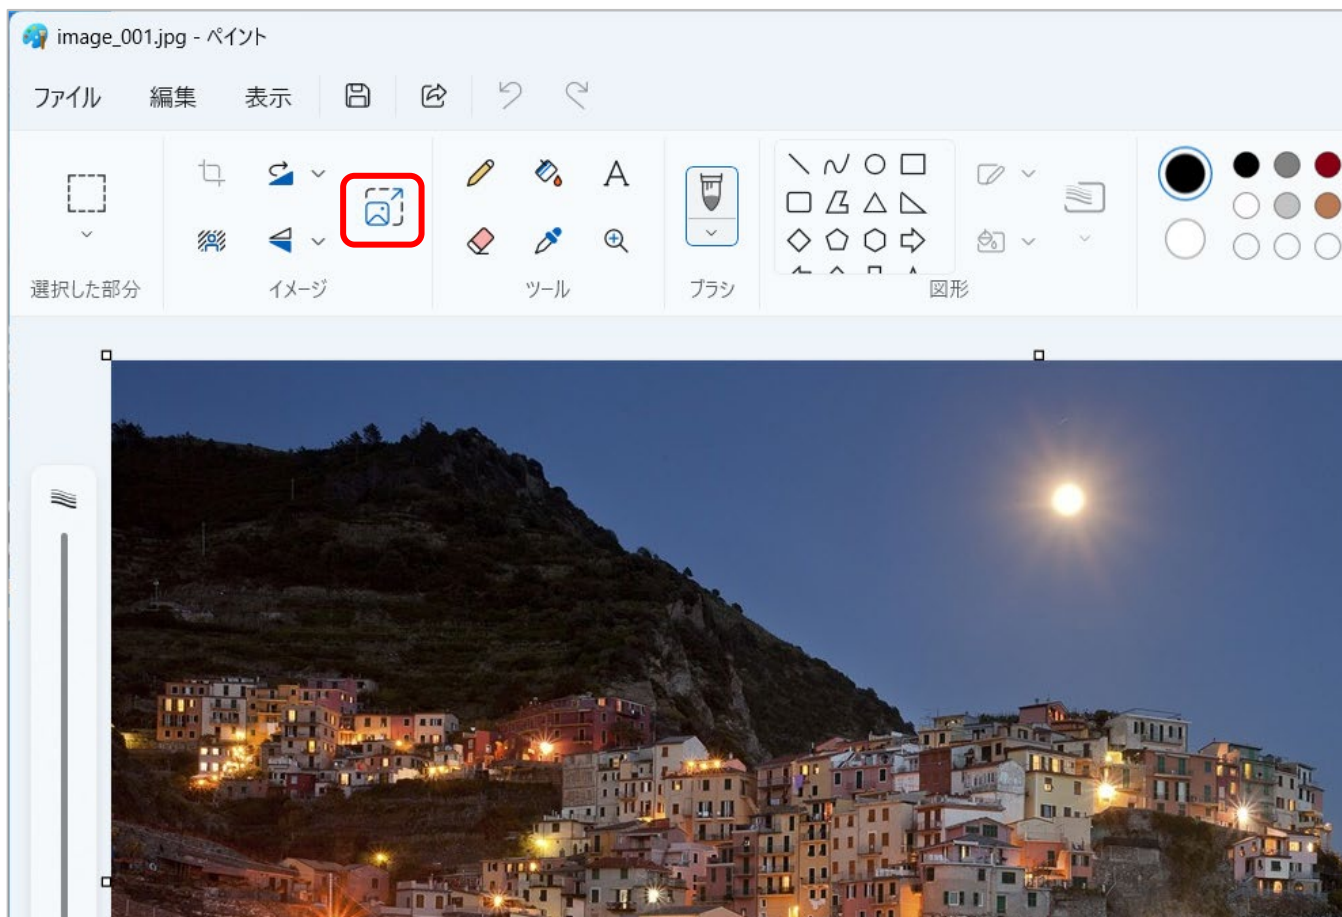 image_001.jpg - ペイント
ファイル 編集 表示
選択した部分 イメージ ツール ブラシ 図形